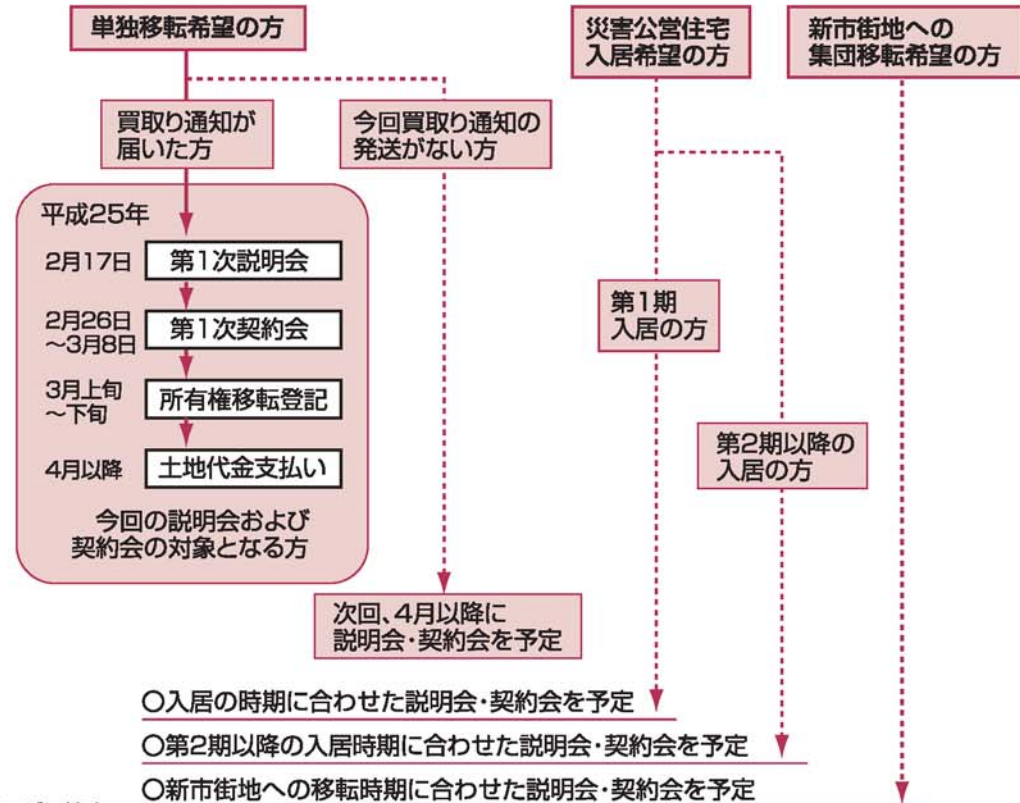 単独移転希望の方
災害公営住宅
入居希望の方
新市街地への
集団移転希望の方
買取り通知が
届いた方
今回買取り通知の
発送がない方
平成25年
2月17日
第1次説明会
2月26日
~3月8日
第1次契約会
3月上旬
~下旬
所有権移転登記
4月以降
土地代金支払い
今回の説明会および
契約会の対象となる方
第1期
入居の方
第2期以降の
入居の方
次回、4月以降に
説明会・契約会を予定
○入居の時期に合わせた説明会・契約会を予定
○第2期以降の入居時期に合わせた説明会・契約会を予定
○新市街地への移転時期に合わせた説明会・契約会を予定